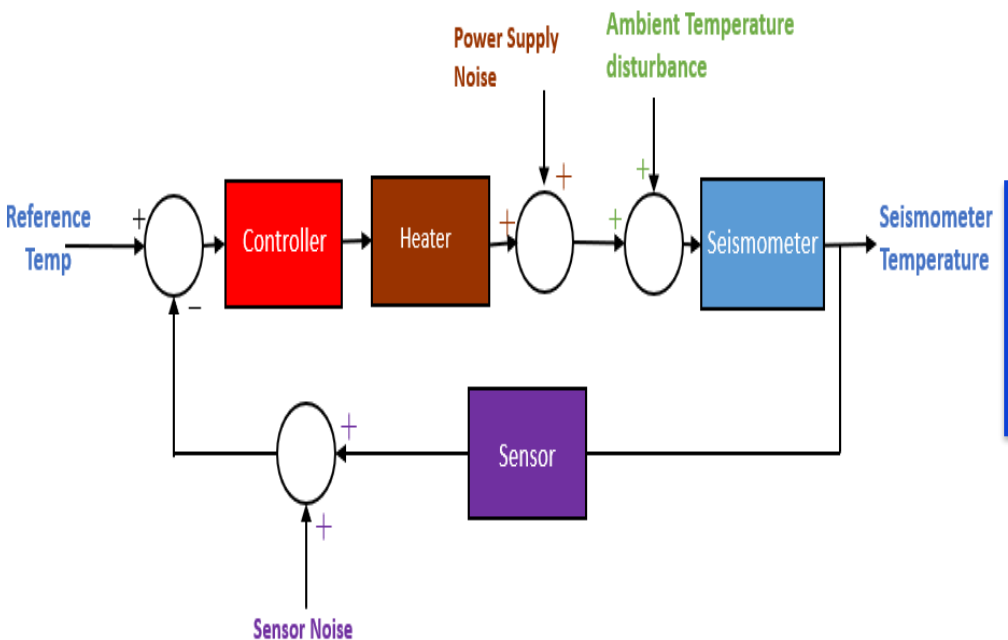 Power Supply
Noise
Ambient Temperature
disturbance
+
+
Reference
Temp
+
−
Controller
Heater
+
+
Seismometer
Seismometer
Temperature
Sensor
+
+
Sensor Noise